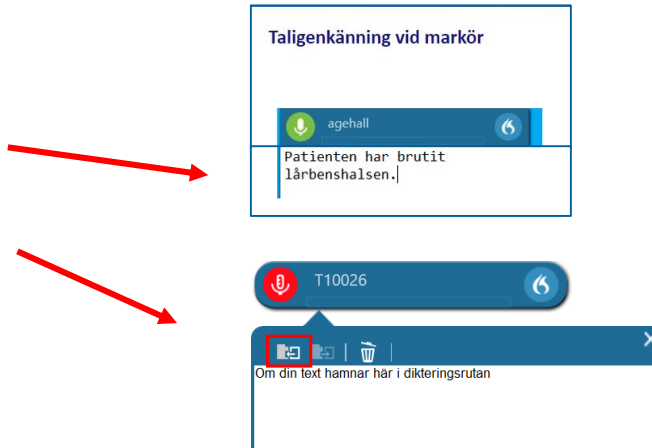 Taligenkänning vid markör
agehall
Patienten har brutit
lårbenshalsen.
T10026
Om din text hamnar här i dikteringsrutan